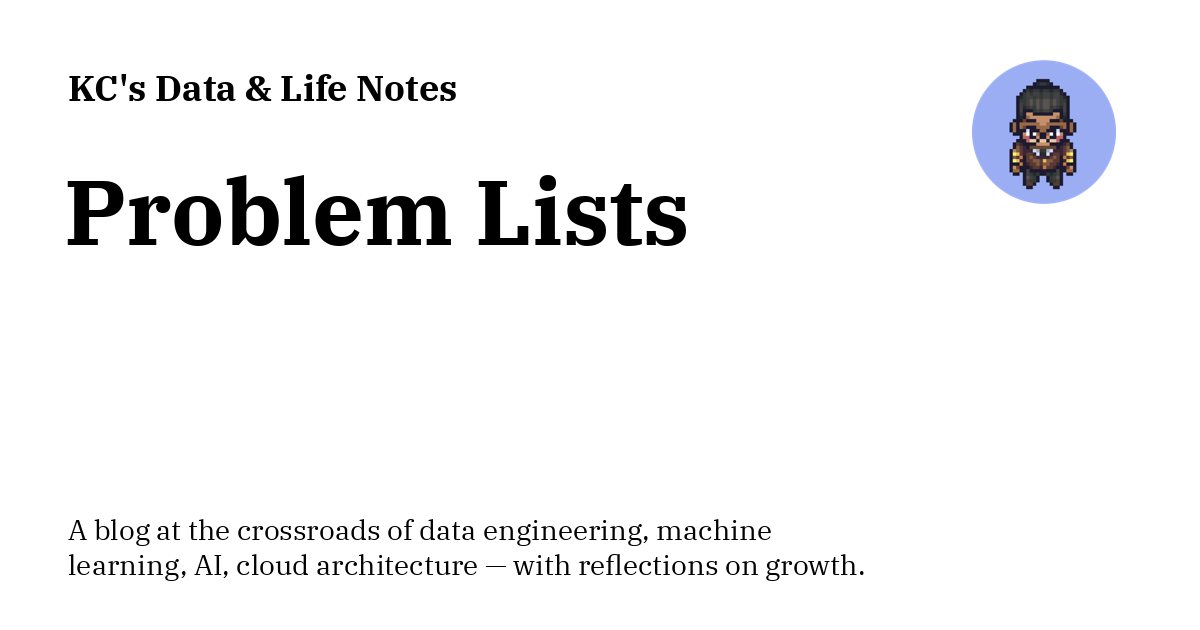 KC's Data & Life Notes
Problem Lists
A blog at the crossroads of data engineering, machine
learning, AI, cloud architecture — with reflections on growth.